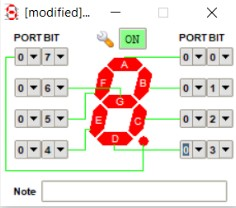 [modified]...
PORT BIT ON PORT BIT
0 7 A 0 0
0 6 F B 0 1
G
0 5 E C 0 2
0 4 D 0 3
Note